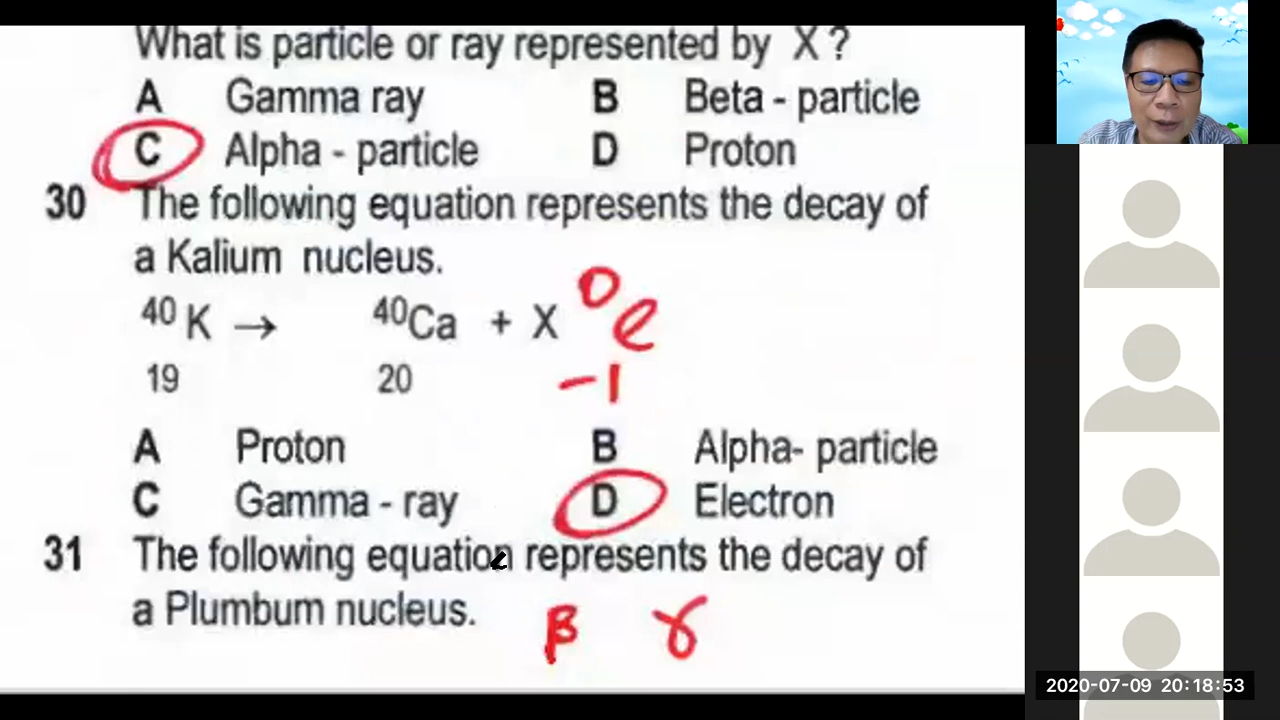 What is particle or ray represented by X ?
A Gamma ray B Beta - particle
C Alpha - particle D Proton
30 The following equation represents the decay of
a Kalium nucleus.
40 K → 40Ca + X 0 e
19 20 -1
A Proton B Alpha- particle
C Gamma - ray D Electron
31 The following equation represents the decay of
a Plumbum nucleus.
β γ
2020-07-09 20:18:53